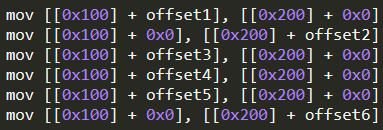 mov [[0x100] + offset1], [[0x200] + 0x0]
mov [[0x100] + 0x0], [[0x200] + offset2]
mov [[0x100] + offset3], [[0x200] + 0x0]
mov [[0x100] + offset4], [[0x200] + 0x0]
mov [[0x100] + offset5], [[0x200] + 0x0]
mov [[0x100] + 0x0], [[0x200] + offset6]